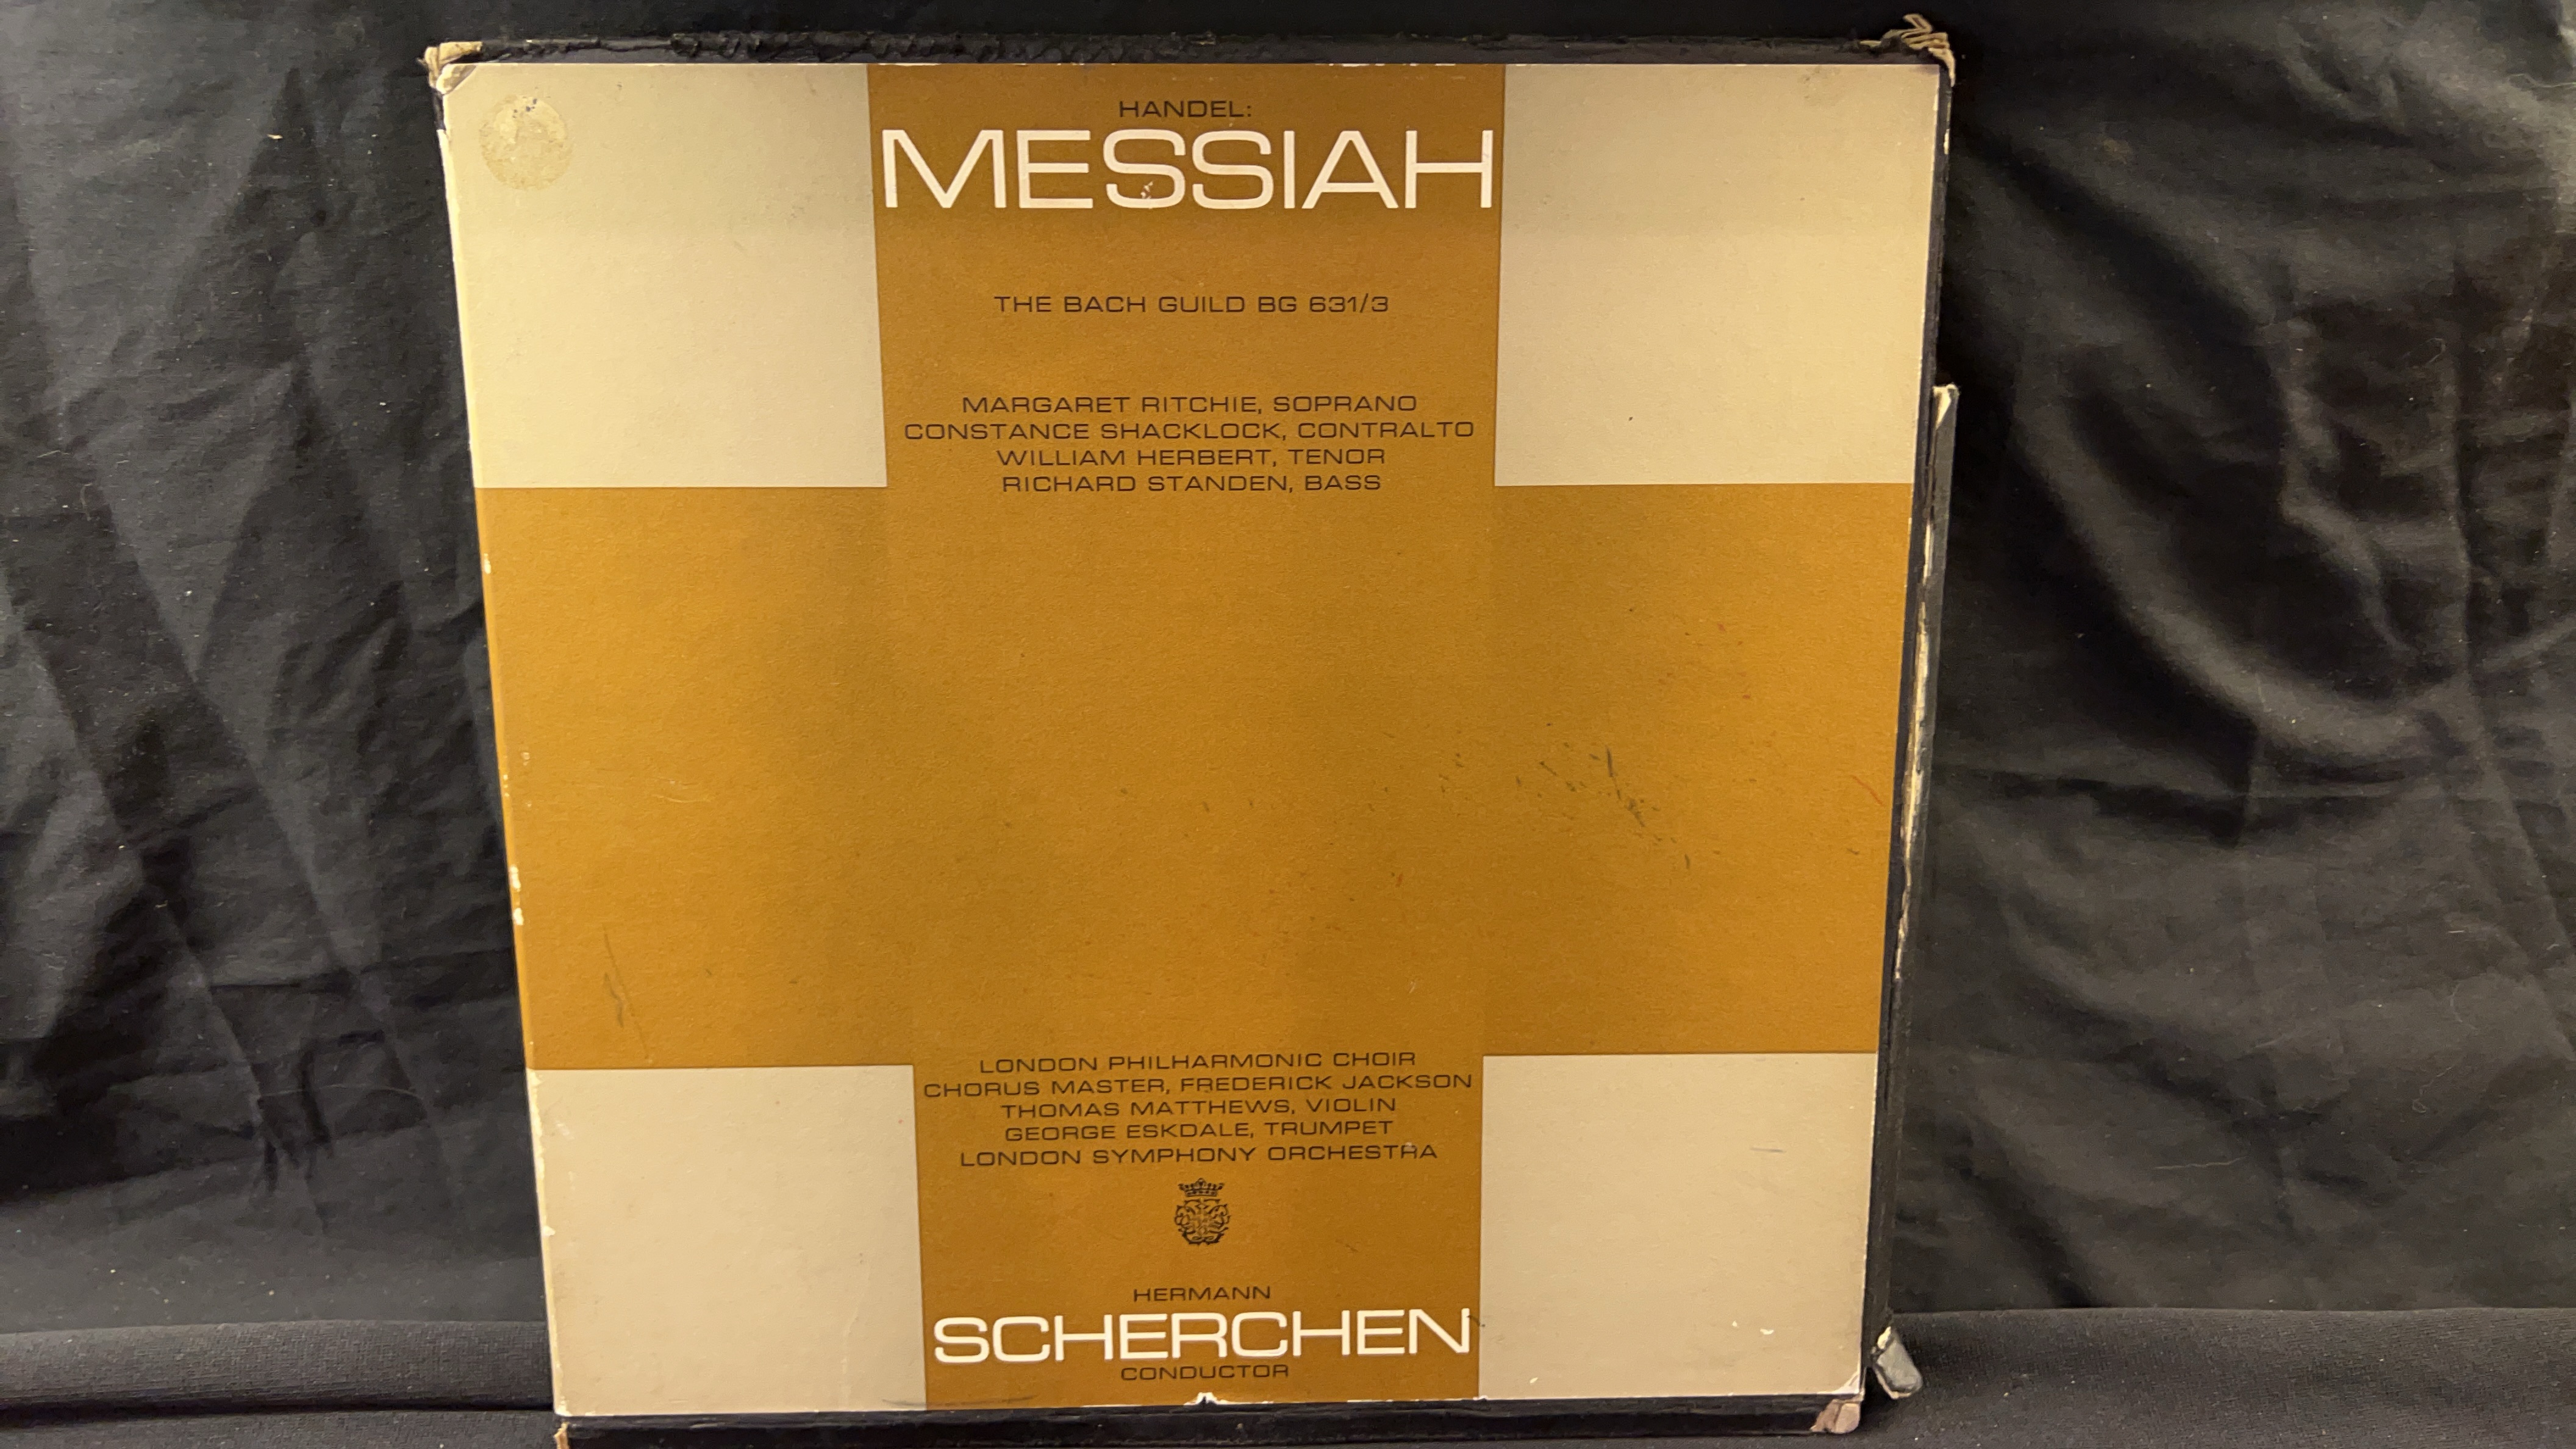 HANDEL:
MESSIAH
THE BACH GUILD BG 631/3
MARGARET RITCHIE, SOPRANO
CONSTANCE SHACKLOCK, CONTRALTO
WILLIAM HERBERT, TENOR
RICHARD STANDEN, BASS
LONDON PHILHARMONIC CHOIR
CHORUS MASTER, FREDERICK JACKSON
THOMAS MATTHEWS, VIOLIN
GEORGE ESKDALE, TRUMPET
LONDON SYMPHONY ORCHESTRA
HERMANN
SCHERCHEN
CONDUCTOR